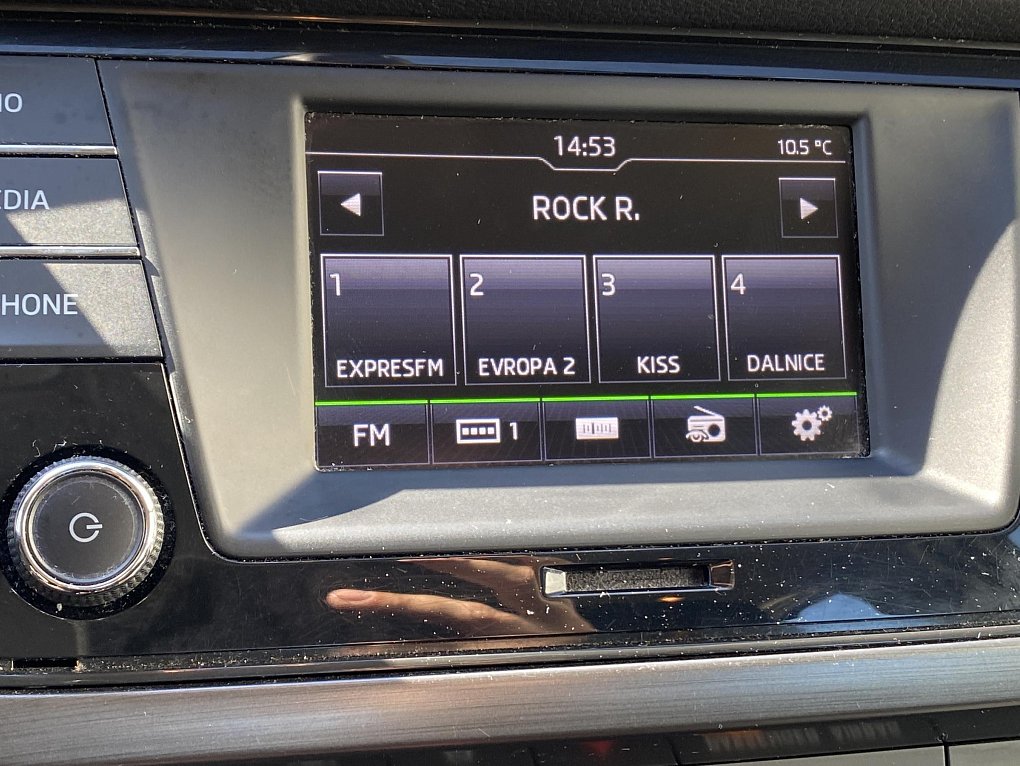 IO
14:53
10.5 °C
EDIA
ROCK R.
HONE
1
2
3
4
EXPRESFM
EVROPA 2
KISS
DALNICE
FM
1